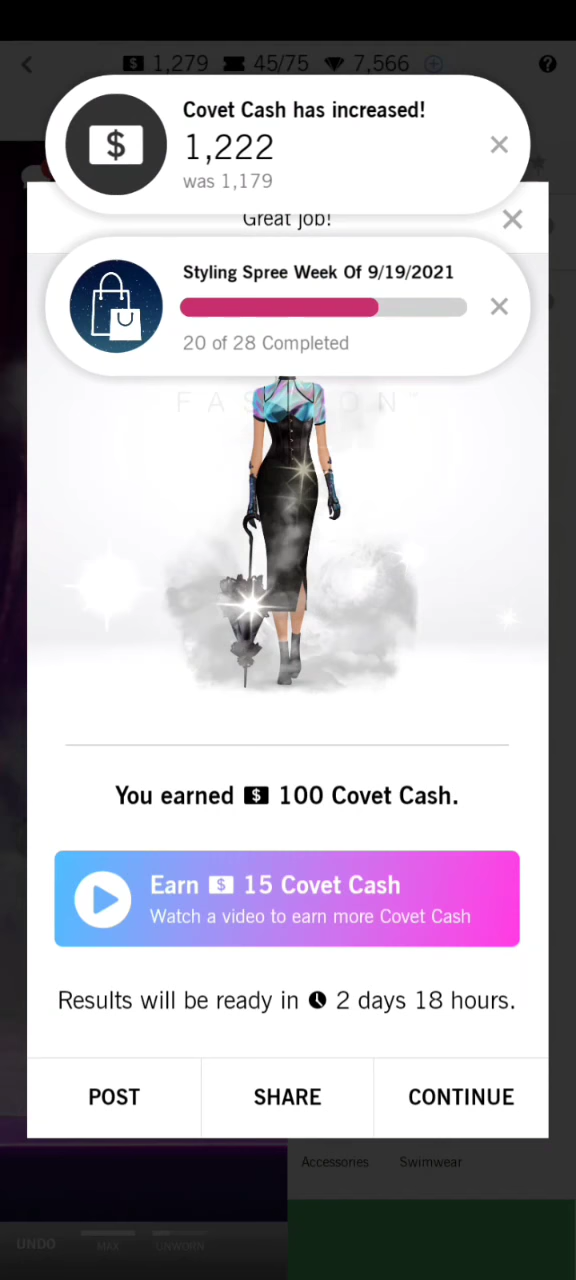 1,279 45/75 7,566
Covet Cash has increased!
1,222
was 1,179
Great job!
Styling Spree Week Of 9/19/2021
20 of 28 Completed
FASHION™
You earned $ 100 Covet Cash.
Earn $ 15 Covet Cash
Watch a video to earn more Covet Cash
Results will be ready in 2 days 18 hours.
POST SHARE CONTINUE
Accessories Swimwear
UNDO MAX UNWORN